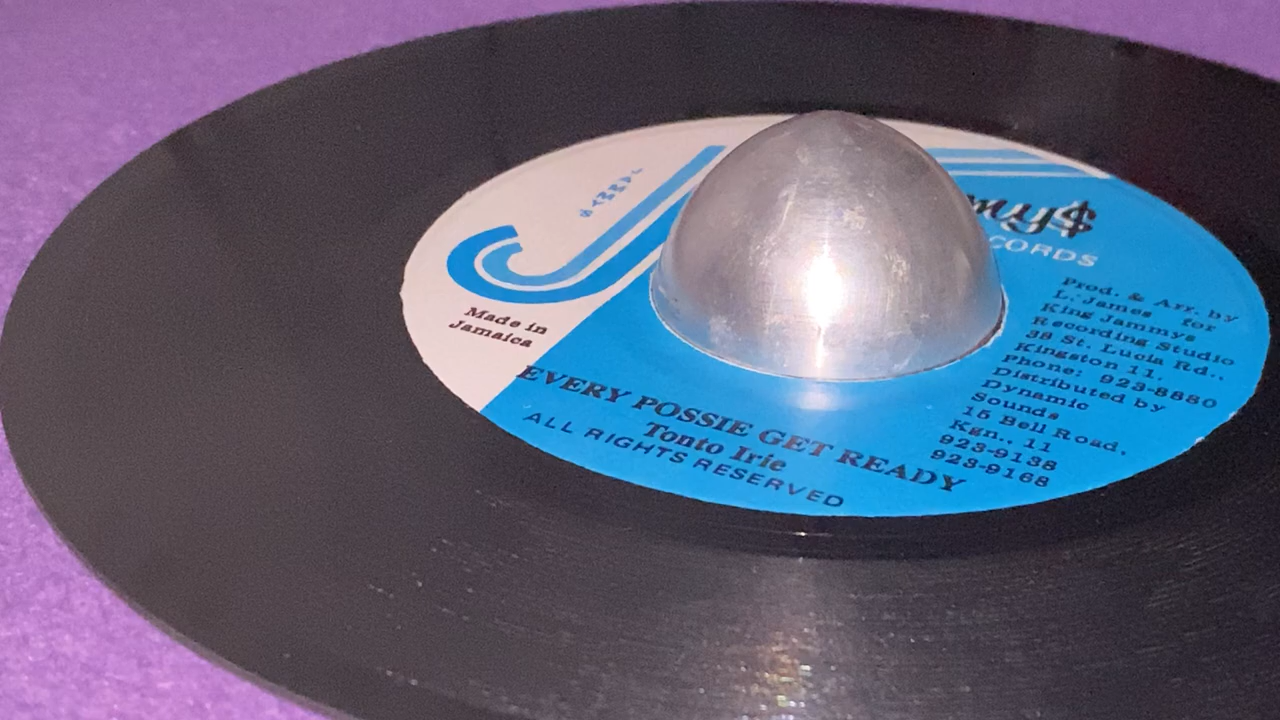 my$
CORDS
Made in
Jamaica
Prod. & Arr. by
L. James for
King Jammys
Recording Studio
38 St. Lucia Rd..
Kingston 11.
Phone: 923-8880
Distributed by
Dynamic
Sounds
15 Bell Road.
Kgn., 11
923-9138
923-9168
EVERY POSSIE GET READY
Tonto Irie
ALL RIGHTS RESERVED